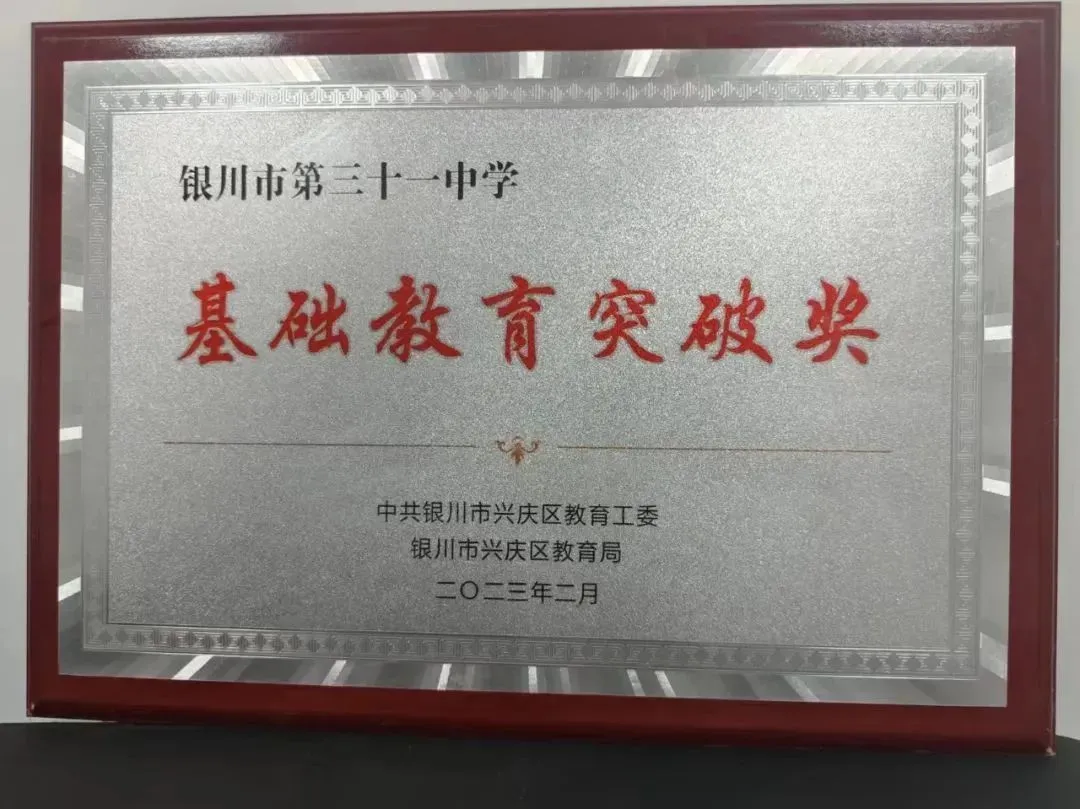 银川市第三十一中学
基础教育突破奖
中共银川市兴庆区教育工委
银川市兴庆区教育局
二〇二三年二月